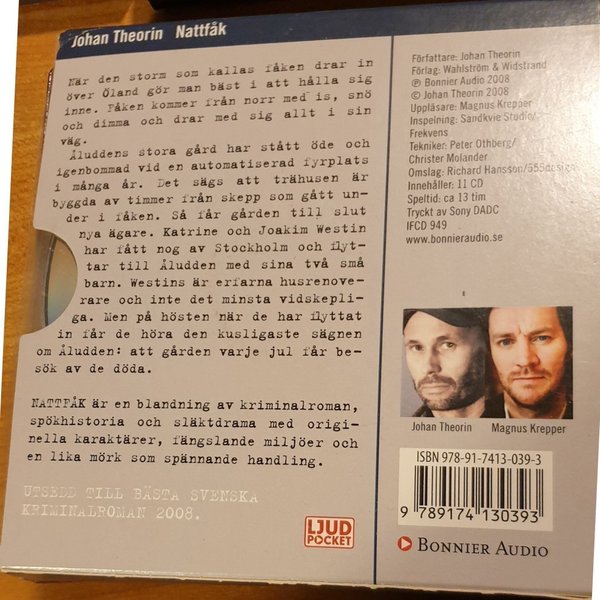 Johan Theorin Nattfåk
När den storm som kallas fåken drar in
över Öland gör man bäst i att hålla sig
inne. Fåken kommer från norr med is, snö
och dimma och drar med sig allt i sin
väg.
Åluddens stora gård har stått öde och
igenbommad vid en automatiserad fyrplats
i många år. Det sägs att trähusen är
byggda av timmer från skepp som gått un-
der i fåken. Så får gården till slut
nya ägare. Katrine och Joakim Westin
har fått nog av Stockholm och flyt-
tar till Åludden med sina två små
barn. Westins är erfarna husrenove-
rare och inte det minsta vidskepli-
ga. Men på hösten när de har flyttat
in får de höra den kusligaste sägnen
om Åludden: att gården varje jul får be-
sök av de döda.
NATTFÅK är en blandning av kriminalroman,
spökhistoria och släktdrama med origi-
nella karaktärer, fängslande miljöer och
en lika mörk som spännande handling.
UTSEDD TILL BÄSTA SVENSKA
KRIMINALROMAN 2008.
LJUD
POCKET
Författare: Johan Theorin
Förlag: Wahlström & Widstrand
℗ Bonnier Audio 2008
© Johan Theorin 2008
Uppläsare: Magnus Krepper
Inspelning: Sandkvie Studio/
Frekvens
Tekniker: Peter Othberg/
Christer Molander
Omslag: Richard Hansson/555design
Innehåller: 11 CD
Speltid: ca 13 tim
Tryckt av Sony DADC
IFCD 949
www.bonnieraudio.se
Johan Theorin Magnus Krepper
ISBN 978-91-7413-039-3
9 789174 130393
BONNIER AUDIO